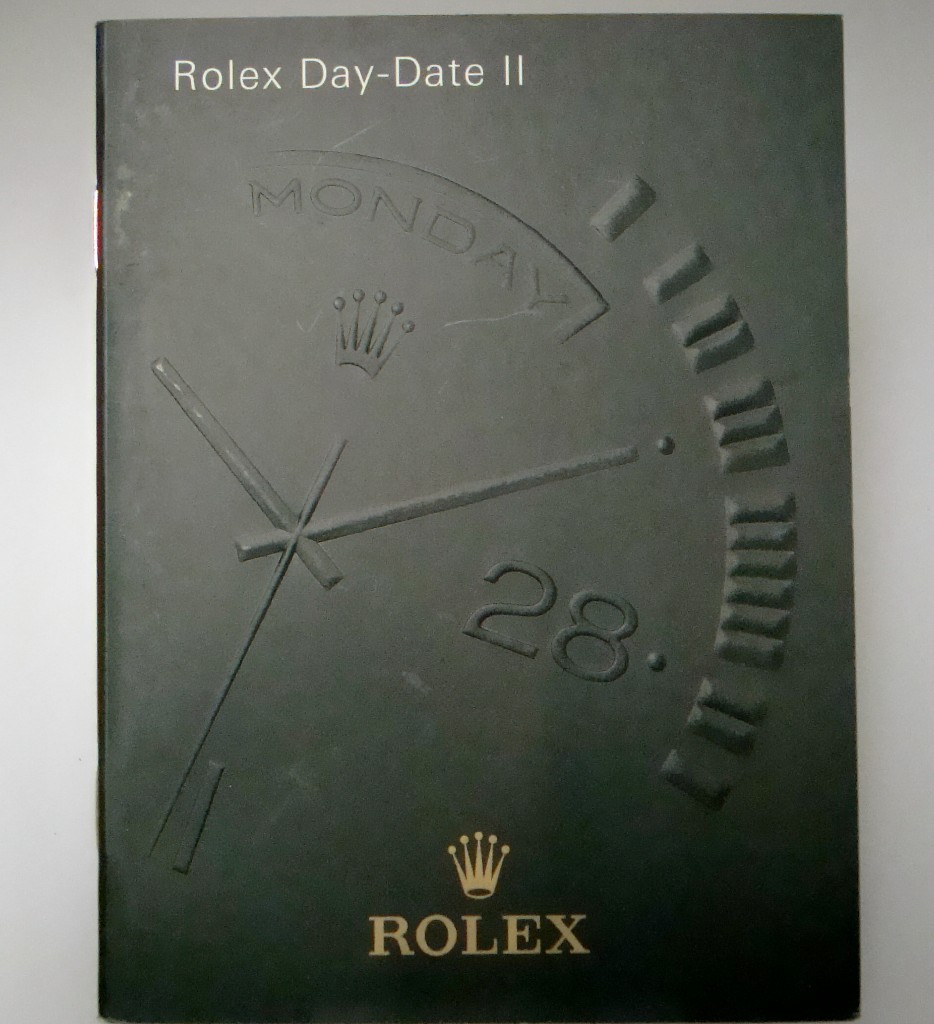 Rolex Day-Date II
MONDAY
28
ROLEX